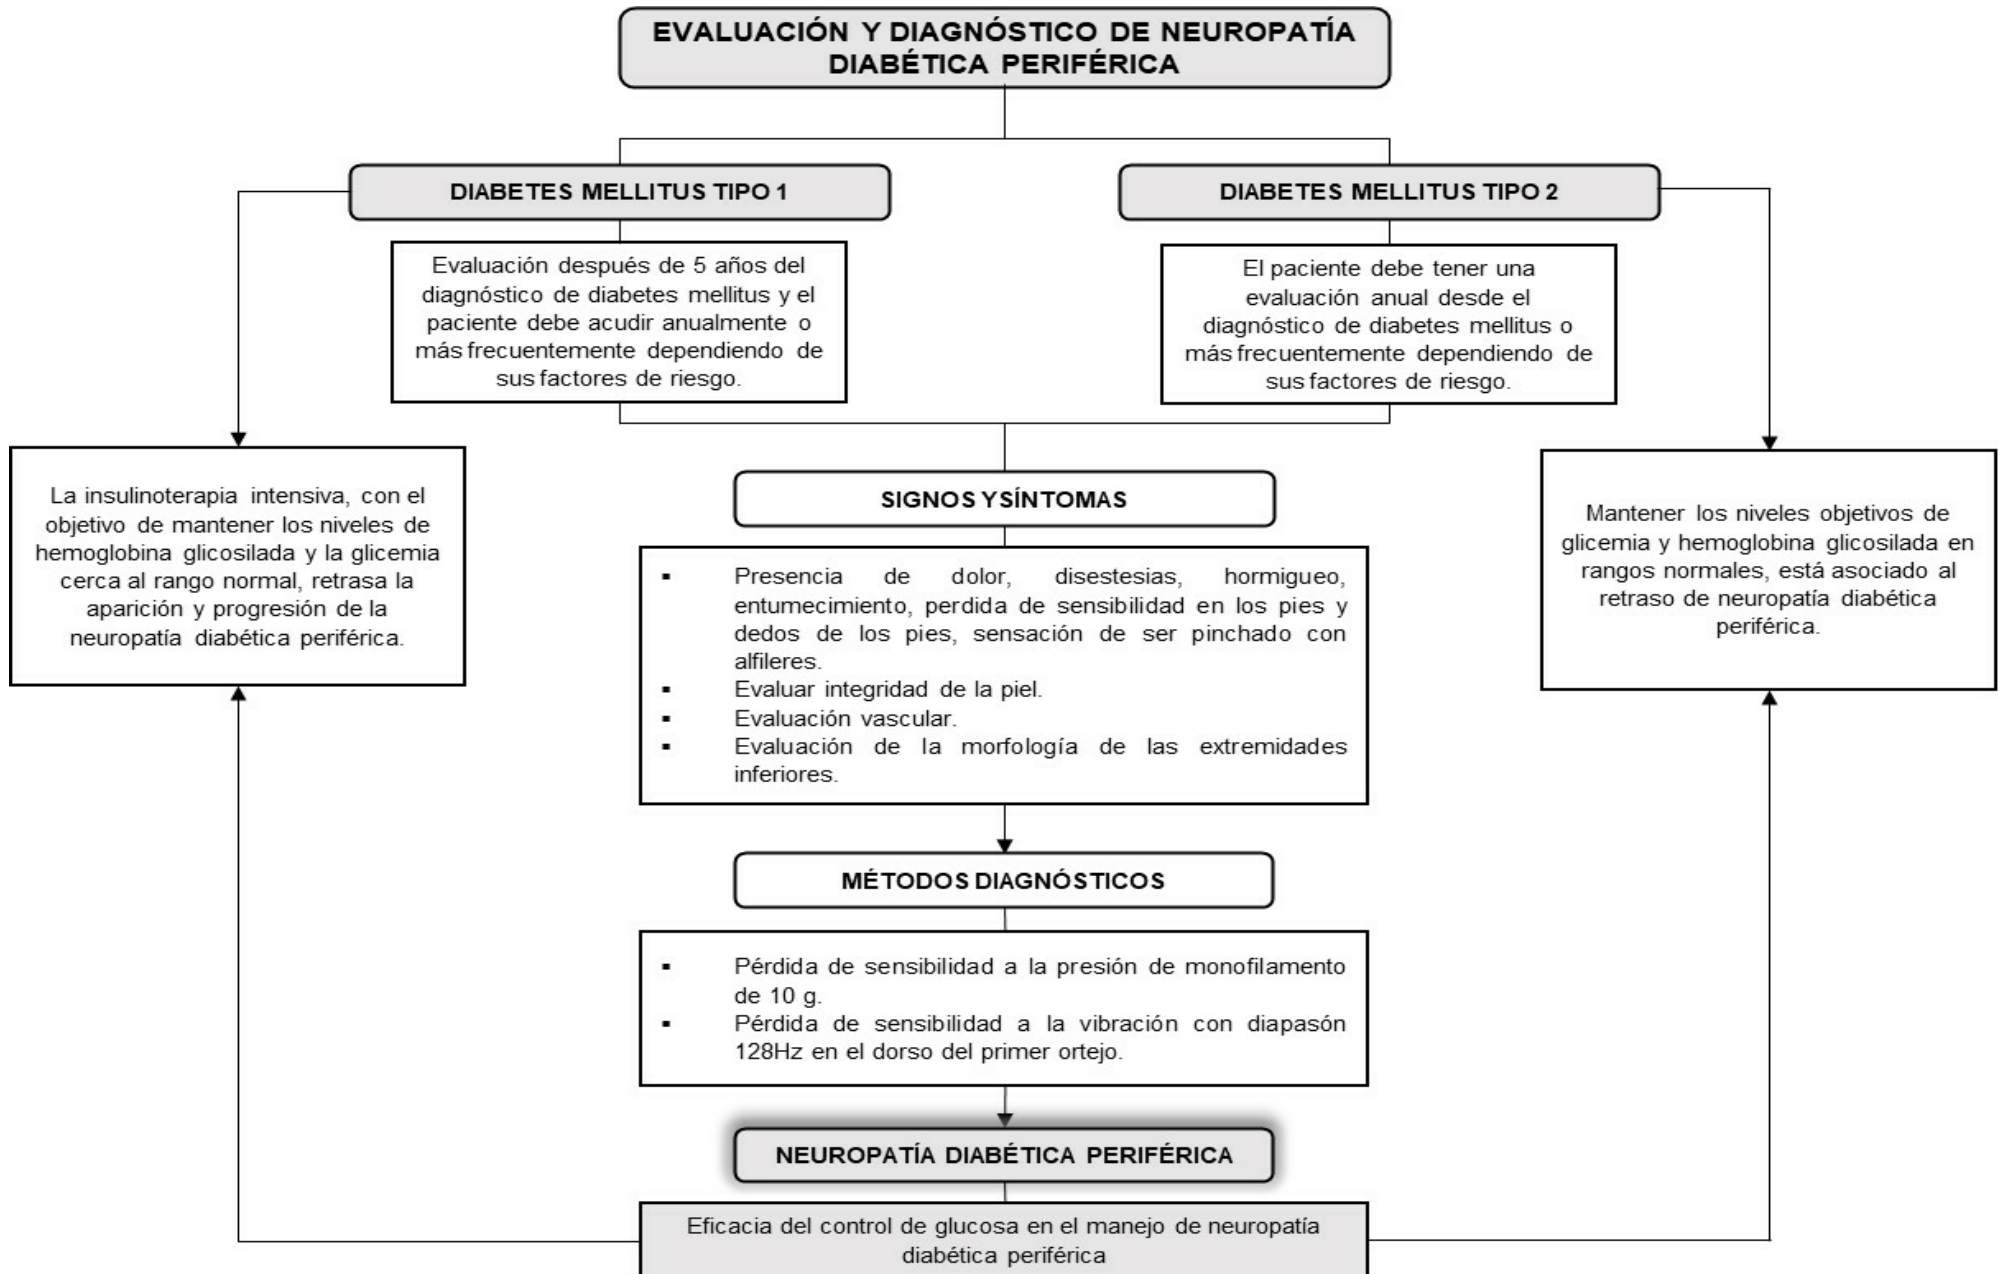 EVALUACIÓN Y DIAGNÓSTICO DE NEUROPATÍA
DIABÉTICA PERIFÉRICA
DIABETES MELLITUS TIPO 1
DIABETES MELLITUS TIPO 2
Evaluación después de 5 años del
diagnóstico de diabetes mellitus y el
paciente debe acudir anualmente o
más frecuentemente dependiendo de
sus factores de riesgo.
El paciente debe tener una
evaluación anual desde el
diagnóstico de diabetes mellitus o
más frecuentemente dependiendo de
sus factores de riesgo.
La insulinoterapia intensiva, con el
objetivo de mantener los niveles de
hemoglobina glicosilada y la glicemia
cerca al rango normal, retrasa la
aparición y progresión de la
neuropatía diabética periférica.
SIGNOS Y SÍNTOMAS
▪ Presencia de dolor, disestesias, hormigueo,
entumecimiento, perdida de sensibilidad en los pies y
dedos de los pies, sensación de ser pinchado con
alfileres.
▪ Evaluar integridad de la piel.
▪ Evaluación vascular.
▪ Evaluación de la morfología de las extremidades
inferiores.
Mantener los niveles objetivos de
glicemia y hemoglobina glicosilada en
rangos normales, está asociado al
retraso de neuropatía diabética
periférica.
MÉTODOS DIAGNÓSTICOS
▪ Pérdida de sensibilidad a la presión de monofilamento
de 10 g.
▪ Pérdida de sensibilidad a la vibración con diapasón
128Hz en el dorso del primer ortejo.
NEUROPATÍA DIABÉTICA PERIFÉRICA
Eficacia del control de glucosa en el manejo de neuropatía
diabética periférica